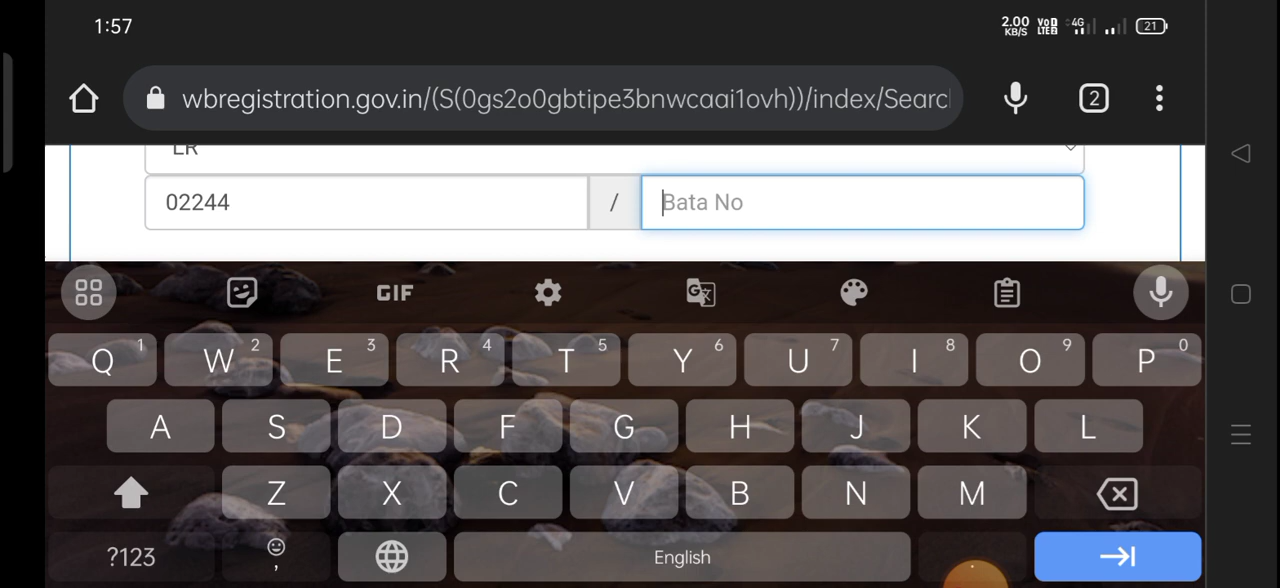 1:57
2.00 KB/S Vo LTE 2 4G 21
wbregistration.gov.in/(S(0gs2o0gbtipe3bnwcaai1ovh))/index/Searc
LR
02244 / Bata No
GIF
Q 1 W 2 E 3 R 4 T 5 Y 6 U 7 I 8 O 9 P 0
A S D F G H J K L
Z X C V B N M
?123 , English .